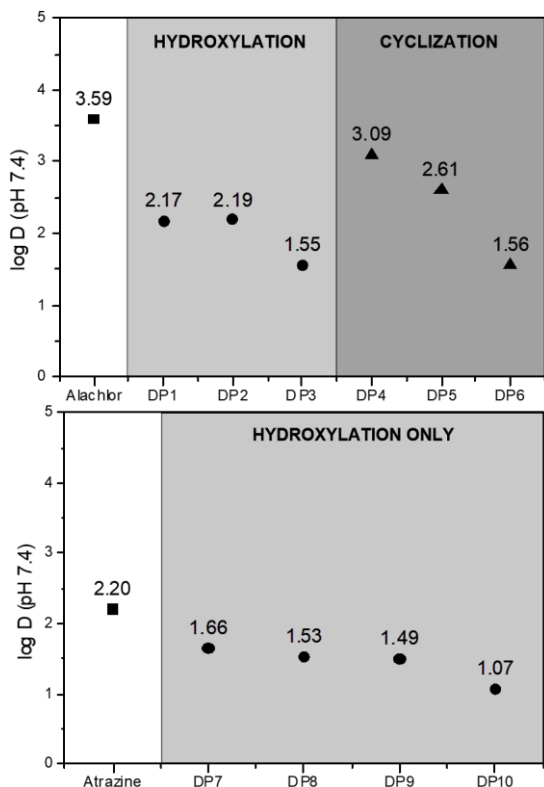 5
HYDROXYLATION CYCLIZATION
4
3.59
3.09
3
2.61
2.17 2.19
2
1.55 1.56
1
0
log D (pH 7.4)
Alachlor DP1 DP2 DP3 DP4 DP5 DP6
5
HYDROXYLATION ONLY
4
3
2.20
2
1.66 1.53 1.49
1.07
1
0
log D (pH 7.4)
Atrazine DP7 DP8 DP9 DP10